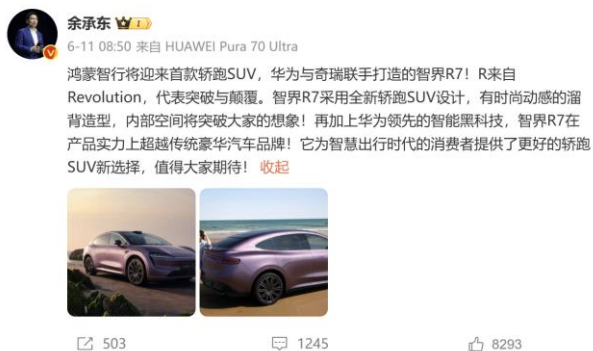 余承东
6-11 08:50 来自 HUAWEI Pura 70 Ultra
鸿蒙智行将迎来首款轿跑SUV，华为与奇瑞联手打造的智界R7！R来自
Revolution，代表突破与颠覆。智界R7采用全新轿跑SUV设计，有时尚动感的溜
背造型，内部空间将突破大家的想象！再加上华为领先的智能黑科技，智界R7在
产品实力上超越传统豪华汽车品牌！它为智慧出行时代的消费者提供了更好的轿跑
SUV新选择，值得大家期待！ 收起
503
1245
8293